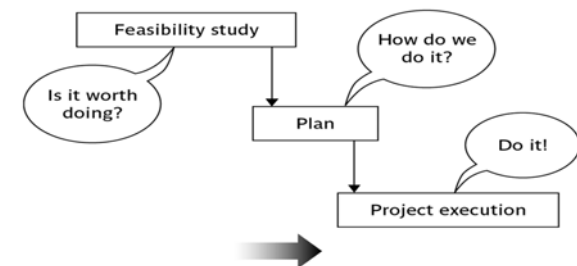 Feasibility study
How do we
do it?
Is it worth
doing?
Plan
Do it!
Project execution